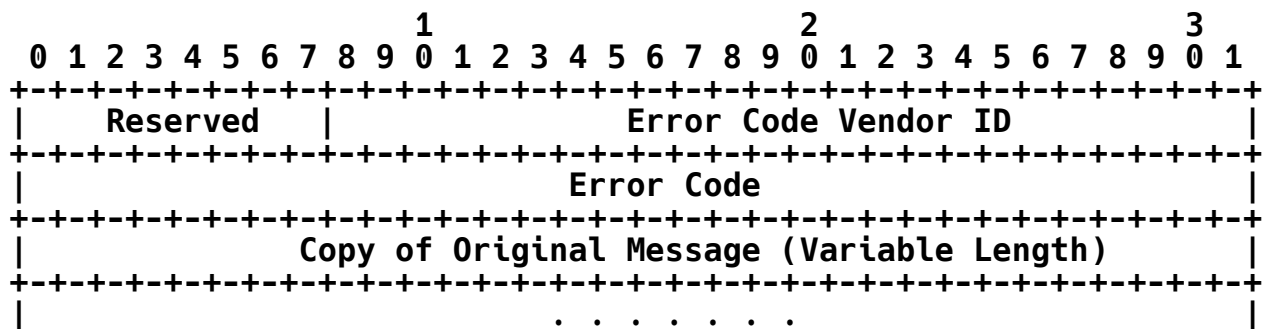 1                   2                   3
 0 1 2 3 4 5 6 7 8 9 0 1 2 3 4 5 6 7 8 9 0 1 2 3 4 5 6 7 8 9 0 1
+-+-+-+-+-+-+-+-+-+-+-+-+-+-+-+-+-+-+-+-+-+-+-+-+-+-+-+-+-+-+-+-+
|    Reserved   |               Error Code Vendor ID            |
+-+-+-+-+-+-+-+-+-+-+-+-+-+-+-+-+-+-+-+-+-+-+-+-+-+-+-+-+-+-+-+-+
|                            Error Code                         |
+-+-+-+-+-+-+-+-+-+-+-+-+-+-+-+-+-+-+-+-+-+-+-+-+-+-+-+-+-+-+-+-+
|              Copy of Original Message (Variable Length)       |
+-+-+-+-+-+-+-+-+-+-+-+-+-+-+-+-+-+-+-+-+-+-+-+-+-+-+-+-+-+-+-+-+
|                           . . . . . . .                       |